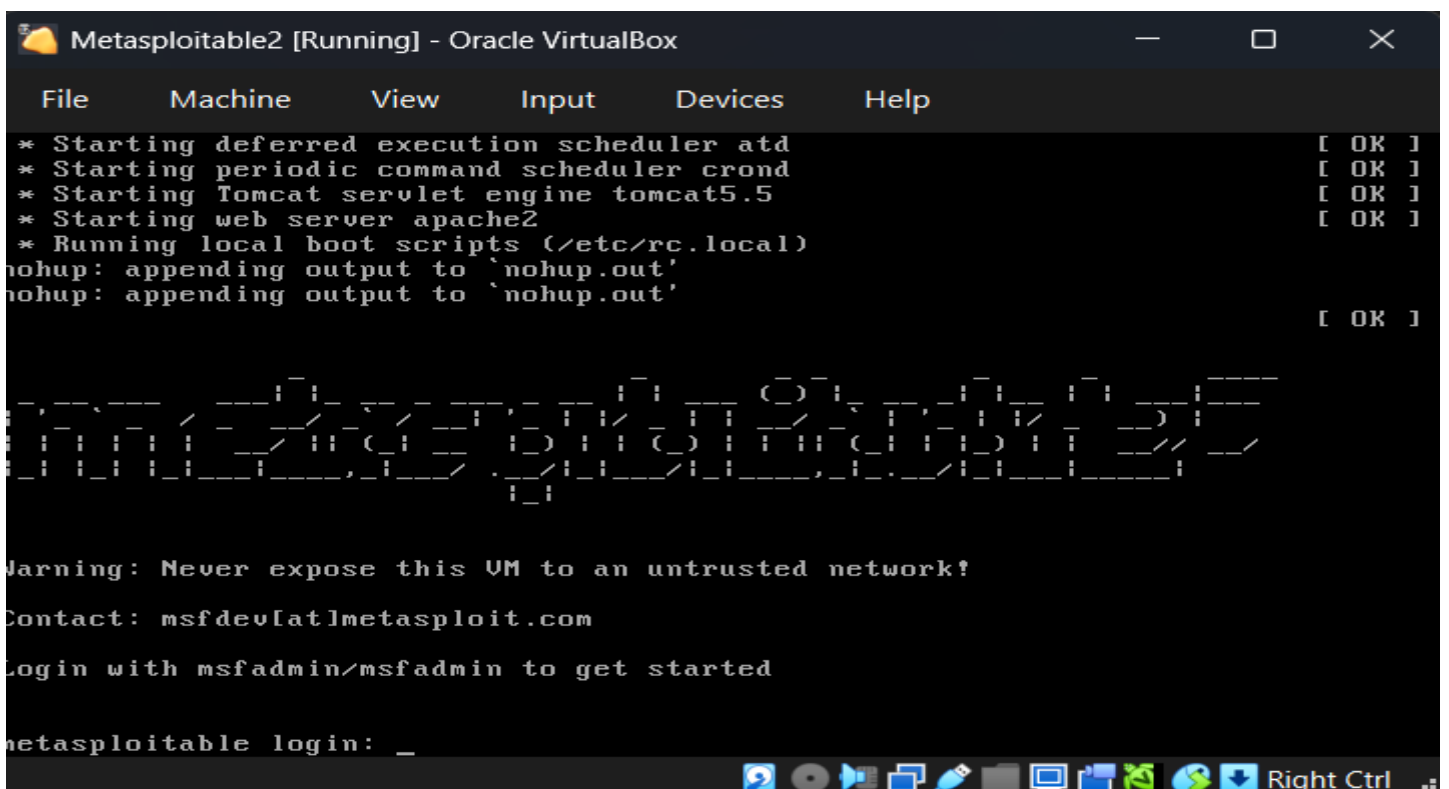 Metasploitable2 [Running] - Oracle VirtualBox
File Machine View Input Devices Help
* Starting deferred execution scheduler atd [ OK ]
* Starting periodic command scheduler crond [ OK ]
* Starting Tomcat servlet engine tomcat5.5 [ OK ]
* Starting web server apache2 [ OK ]
* Running local boot scripts (/etc/rc.local)
nohup: appending output to `nohup.out'
nohup: appending output to `nohup.out'
[ OK ]
metasploitable2
Warning: Never expose this VM to an untrusted network!
Contact: msfdev[at]metasploit.com
Login with msfadmin/msfadmin to get started
metasploitable login: _
Right Ctrl